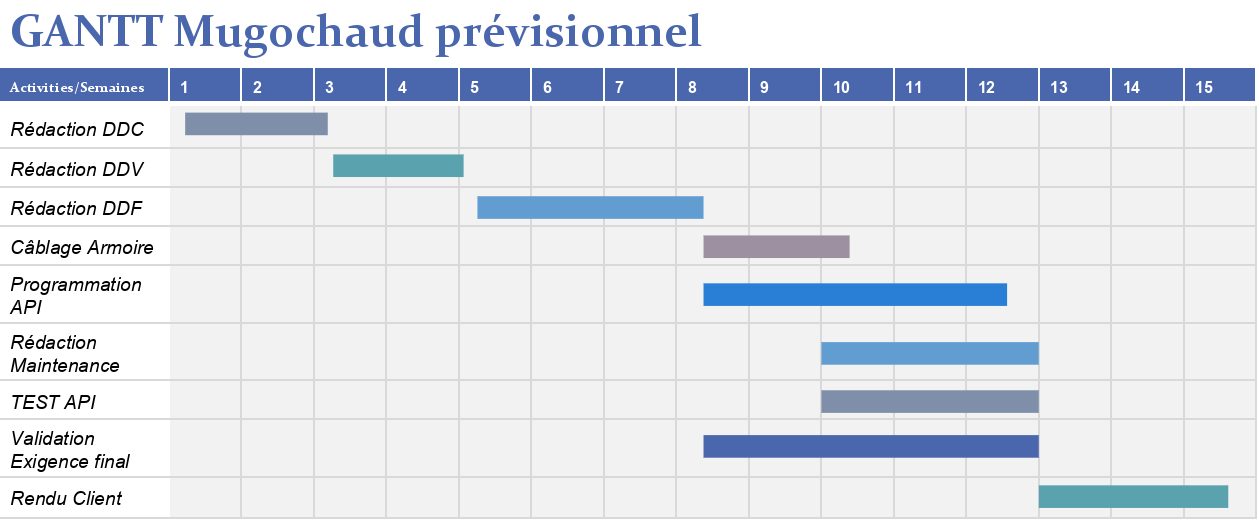 GANTT Mugochaud prévisionnel
Activities/Semaines 1 2 3 4 5 6 7 8 9 10 11 12 13 14 15
Rédaction DDC
Rédaction DDV
Rédaction DDF
Câblage Armoire
Programmation
API
Rédaction
Maintenance
TEST API
Validation
Exigence final
Rendu Client